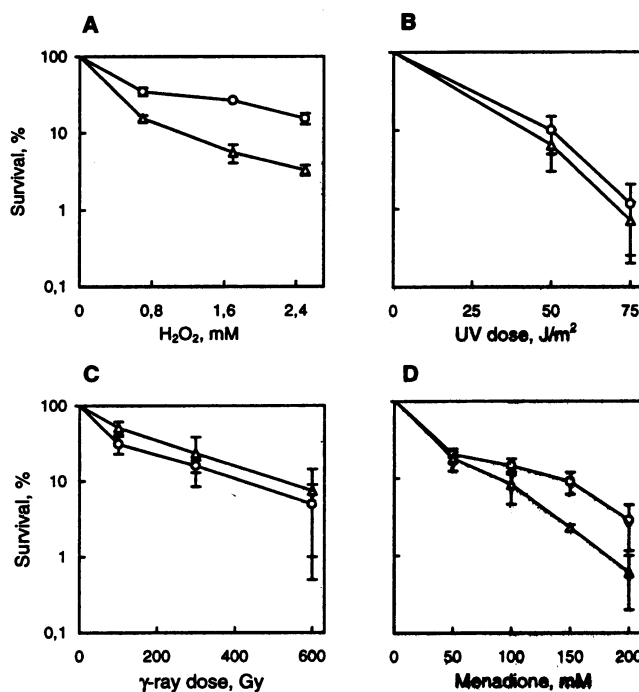 A
Survival, %
100
10
1
0,1
0
0,8
1,6
2,4
H₂O₂, mM
B
0
25
50
75
UV dose, J/m²
C
Survival, %
100
10
1
0,1
0
200
400
600
γ-ray dose, Gy
D
0
50
100
150
200
Menadione, mM